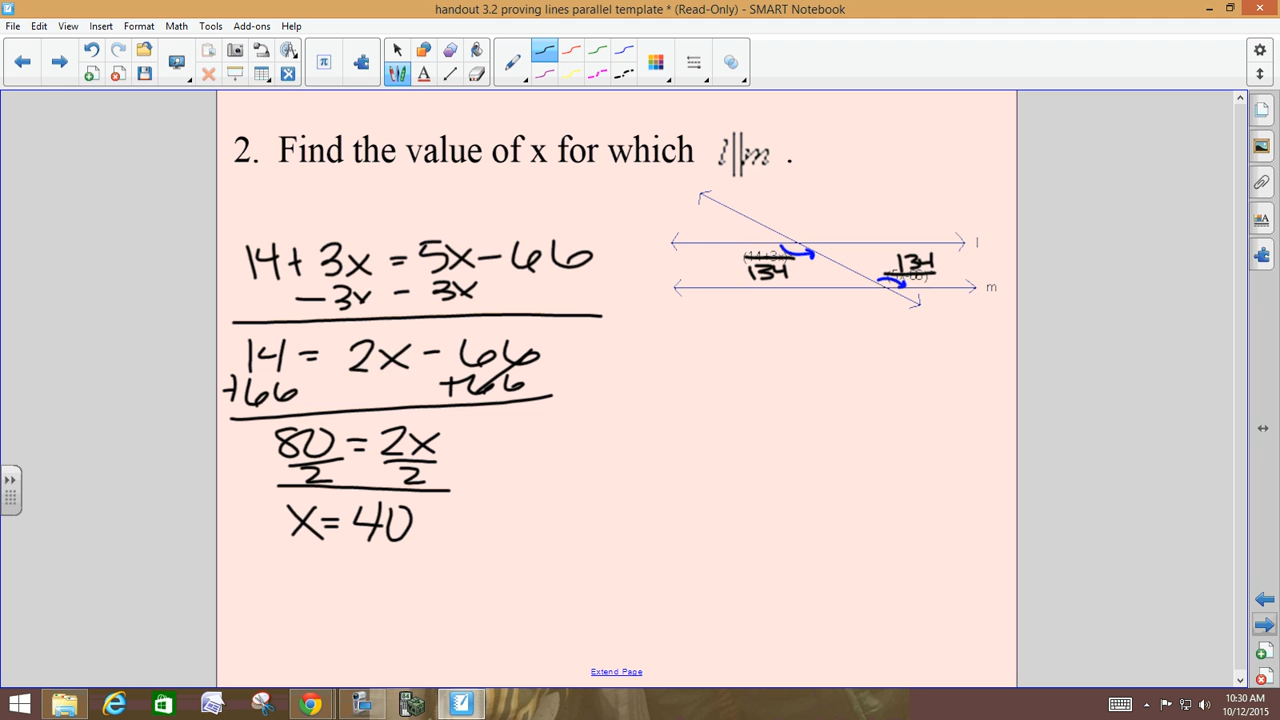 handout 3.2 proving lines parallel template * (Read-Only) - SMART Notebook
File Edit View Insert Format Math Tools Add-ons Help
2. Find the value of x for which l||m .
14 + 3x = 5x - 66
- 3x - 3x
14 = 2x - 66
+66 +66
80 = 2x
2 2
x = 40
l
134
(14+3x)
134
m
Extend Page
10:30 AM
10/12/2015